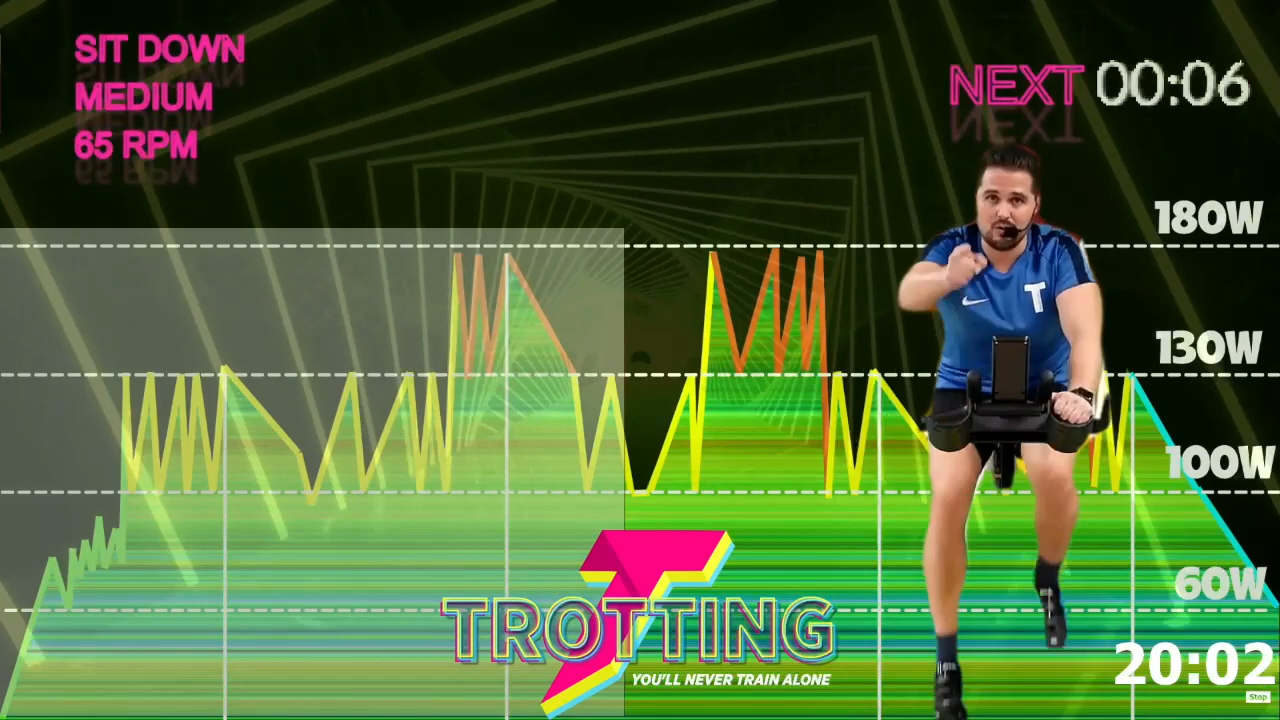 SIT DOWN
MEDIUM
65 RPM
NEXT 00:06
180W
130W
100W
60W
T
TROTTING
YOU'LL NEVER TRAIN ALONE
20:02
Stop